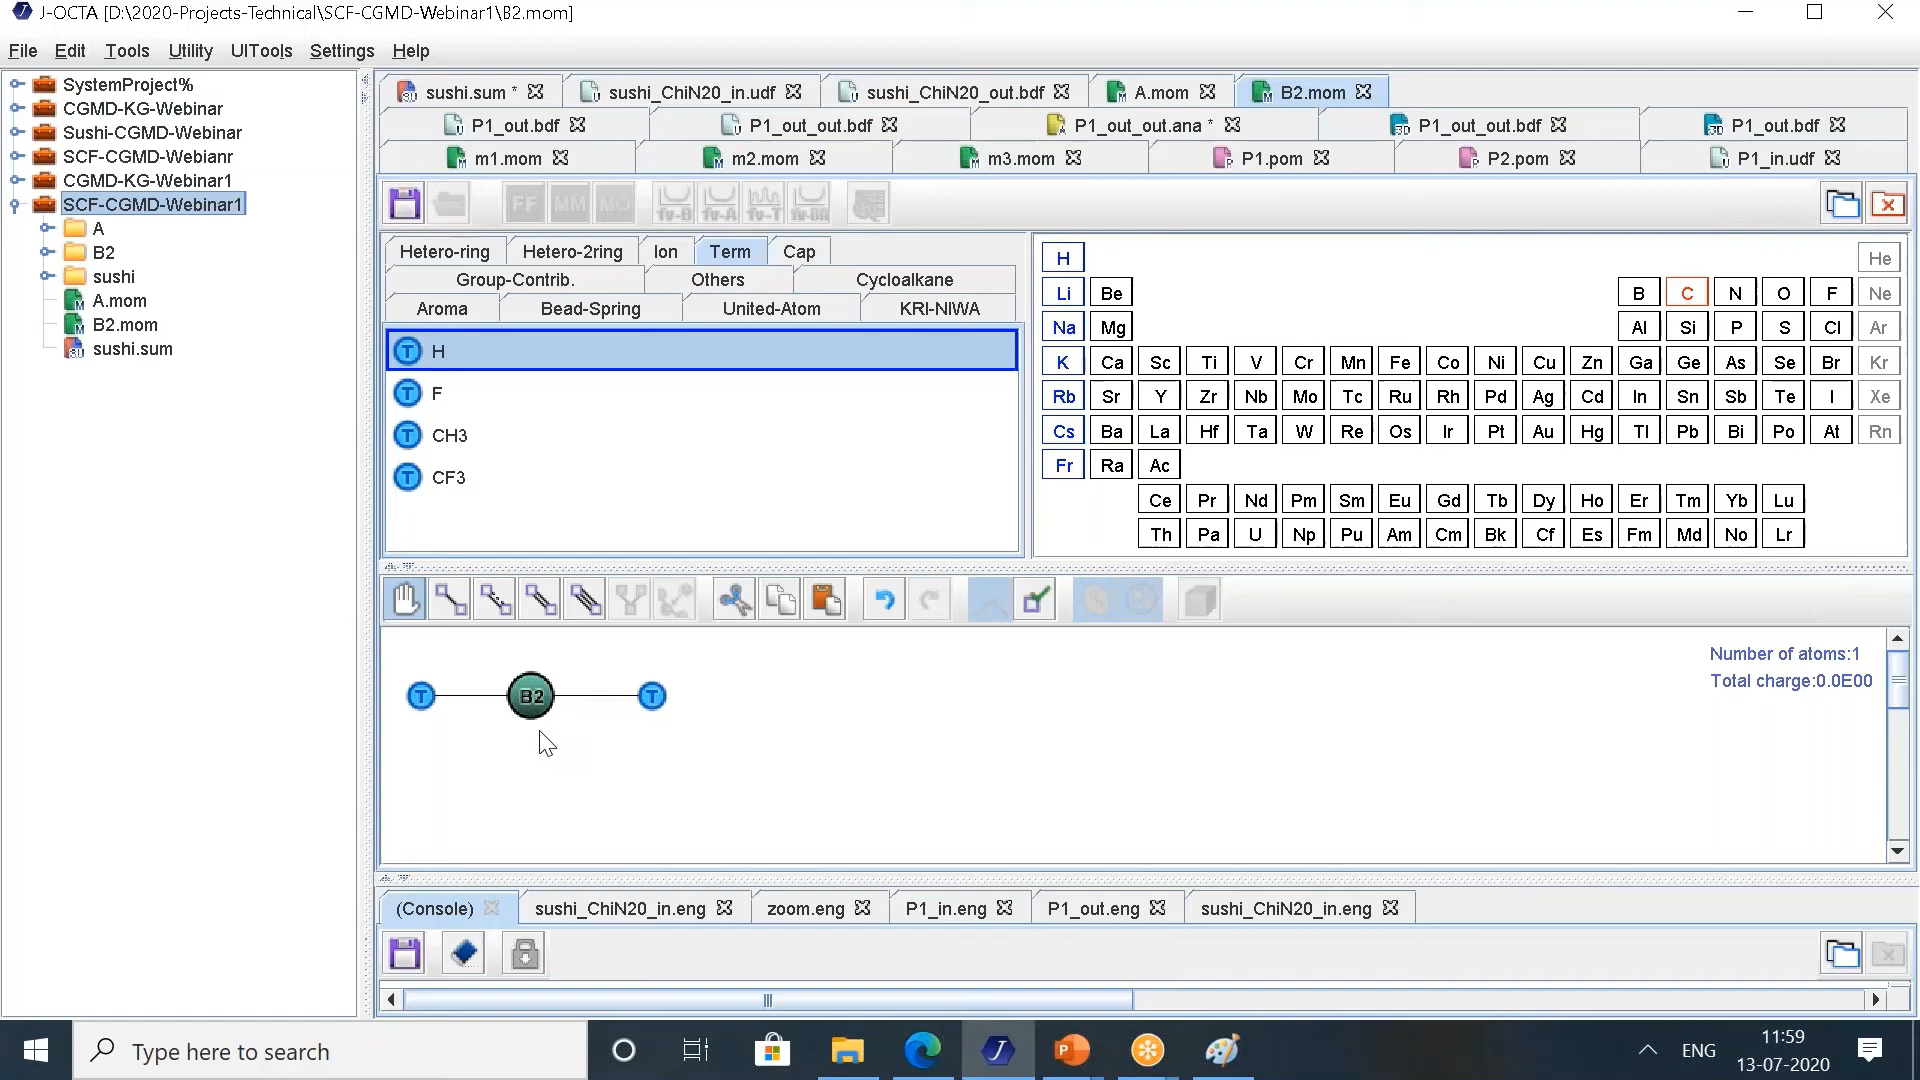 J-OCTA [D:\2020-Projects-Technical\SCF-CGMD-Webinar1\B2.mom]
File Edit Tools Utility UITools Settings Help
SystemProject%
CGMD-KG-Webinar
Sushi-CGMD-Webinar
SCF-CGMD-Webianr
CGMD-KG-Webinar1
SCF-CGMD-Webinar1
A
B2
sushi
A.mom
B2.mom
sushi.sum
sushi.sum * sushi_ChiN20_in.udf sushi_ChiN20_out.bdf A.mom B2.mom
P1_out.bdf P1_out_out.bdf P1_out_out.ana * P1_out_out.bdf P1_out.bdf
m1.mom m2.mom m3.mom P1.pom P2.pom P1_in.udf
FF MM MO fv-B fv-A fv-T fv-BA
Hetero-ring Hetero-2ring Ion Term Cap
Group-Contrib. Others Cycloalkane
Aroma Bead-Spring United-Atom KRI-NIWA
T H
T F
T CH3
T CF3
H He
Li Be B C N O F Ne
Na Mg Al Si P S Cl Ar
K Ca Sc Ti V Cr Mn Fe Co Ni Cu Zn Ga Ge As Se Br Kr
Rb Sr Y Zr Nb Mo Tc Ru Rh Pd Ag Cd In Sn Sb Te I Xe
Cs Ba La Hf Ta W Re Os Ir Pt Au Hg Tl Pb Bi Po At Rn
Fr Ra Ac
Ce Pr Nd Pm Sm Eu Gd Tb Dy Ho Er Tm Yb Lu
Th Pa U Np Pu Am Cm Bk Cf Es Fm Md No Lr
Number of atoms:1
Total charge:0.0E00
T B2 T
(Console) sushi_ChiN20_in.eng zoom.eng P1_in.eng P1_out.eng sushi_ChiN20_in.eng
Type here to search
ENG
11:59
13-07-2020